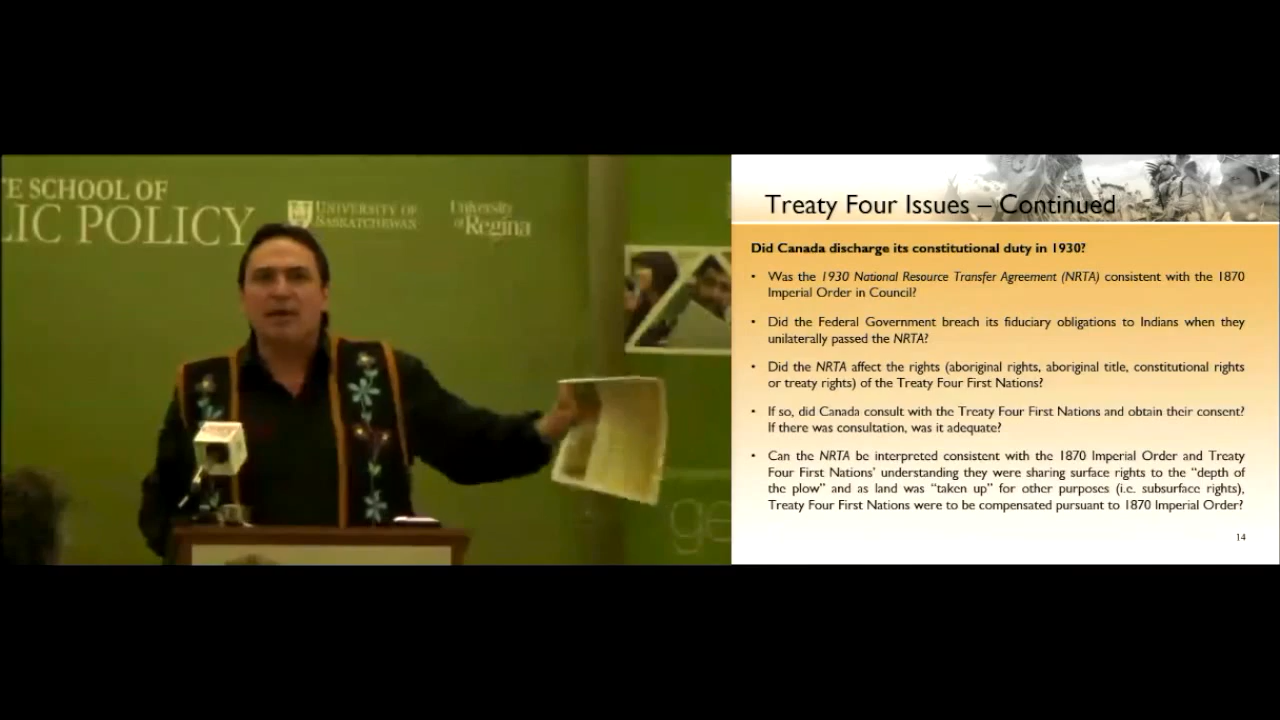 E SCHOOL OF
LIC POLICY
UNIVERSITY OF
SASKATCHEWAN
University
of Regina
ge
Treaty Four Issues – Continued
Did Canada discharge its constitutional duty in 1930?
• Was the 1930 National Resource Transfer Agreement (NRTA) consistent with the 1870
Imperial Order in Council?
• Did the Federal Government breach its fiduciary obligations to Indians when they
unilaterally passed the NRTA?
• Did the NRTA affect the rights (aboriginal rights, aboriginal title, constitutional rights
or treaty rights) of the Treaty Four First Nations?
• If so, did Canada consult with the Treaty Four First Nations and obtain their consent?
If there was consultation, was it adequate?
• Can the NRTA be interpreted consistent with the 1870 Imperial Order and Treaty
Four First Nations’ understanding they were sharing surface rights to the “depth of
the plow” and as land was “taken up” for other purposes (i.e. subsurface rights),
Treaty Four First Nations were to be compensated pursuant to 1870 Imperial Order?
14